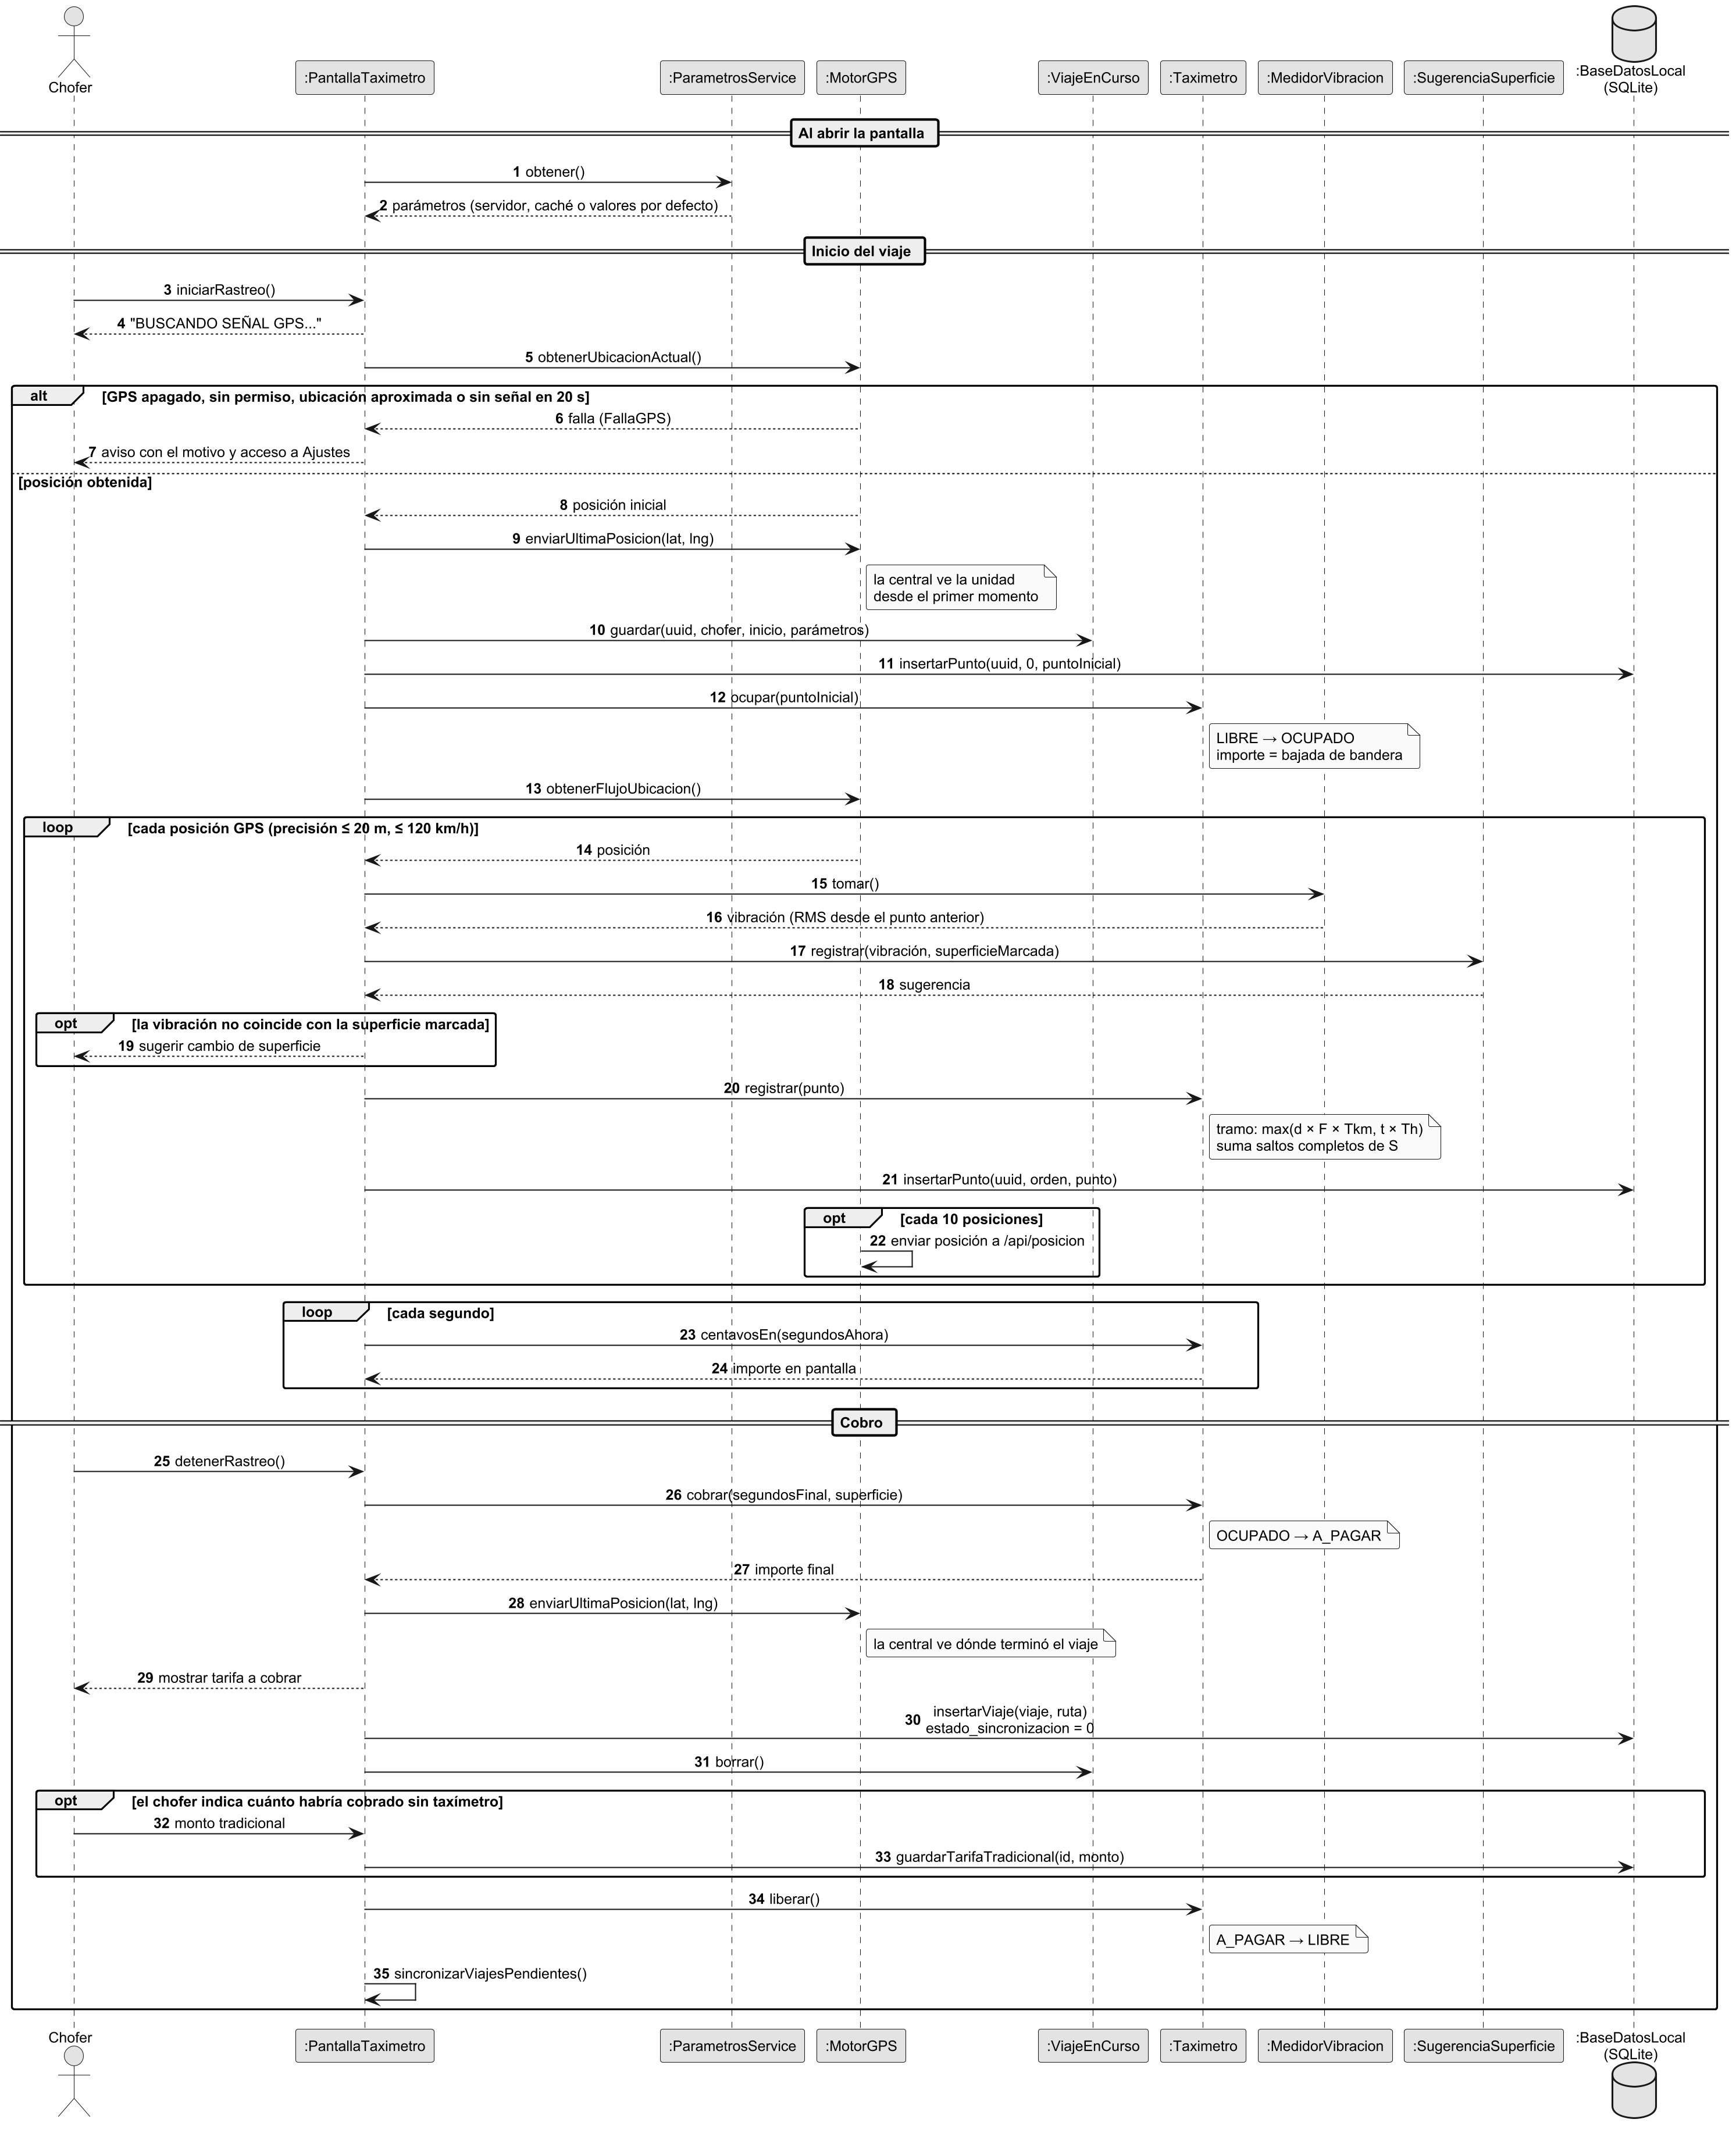 Chofer
:PantallaTaximetro
:ParametrosService
:MotorGPS
:ViajeEnCurso
:Taximetro
:MedidorVibracion
:SugerenciaSuperficie
:BaseDatosLocal
(SQLite)
Al abrir la pantalla
1 obtener()
2 parámetros (servidor, caché o valores por defecto)
Inicio del viaje
3 iniciarRastreo()
4 "BUSCANDO SEÑAL GPS..."
5 obtenerUbicacionActual()
alt [GPS apagado, sin permiso, ubicación aproximada o sin señal en 20 s]
6 falla (FallaGPS)
7 aviso con el motivo y acceso a Ajustes
[posición obtenida]
8 posición inicial
9 enviarUltimaPosicion(lat, lng)
la central ve la unidad
desde el primer momento
10 guardar(uuid, chofer, inicio, parámetros)
11 insertarPunto(uuid, 0, puntoInicial)
12 ocupar(puntoInicial)
LIBRE → OCUPADO
importe = bajada de bandera
13 obtenerFlujoUbicacion()
loop [cada posición GPS (precisión ≤ 20 m, ≤ 120 km/h)]
14 posición
15 tomar()
16 vibración (RMS desde el punto anterior)
17 registrar(vibración, superficieMarcada)
18 sugerencia
opt [la vibración no coincide con la superficie marcada]
19 sugerir cambio de superficie
20 registrar(punto)
tramo: max(d × F × Tkm, t × Th)
suma saltos completos de S
21 insertarPunto(uuid, orden, punto)
opt [cada 10 posiciones]
22 enviar posición a /api/posicion
loop [cada segundo]
23 centavosEn(segundosAhora)
24 importe en pantalla
Cobro
25 detenerRastreo()
26 cobrar(segundosFinal, superficie)
OCUPADO → A_PAGAR
27 importe final
28 enviarUltimaPosicion(lat, lng)
la central ve dónde terminó el viaje
29 mostrar tarifa a cobrar
30 insertarViaje(viaje, ruta)
estado_sincronizacion = 0
31 borrar()
opt [el chofer indica cuánto habría cobrado sin taxímetro]
32 monto tradicional
33 guardarTarifaTradicional(id, monto)
34 liberar()
A_PAGAR → LIBRE
35 sincronizarViajesPendientes()
Chofer
:PantallaTaximetro
:ParametrosService
:MotorGPS
:ViajeEnCurso
:Taximetro
:MedidorVibracion
:SugerenciaSuperficie
:BaseDatosLocal
(SQLite)